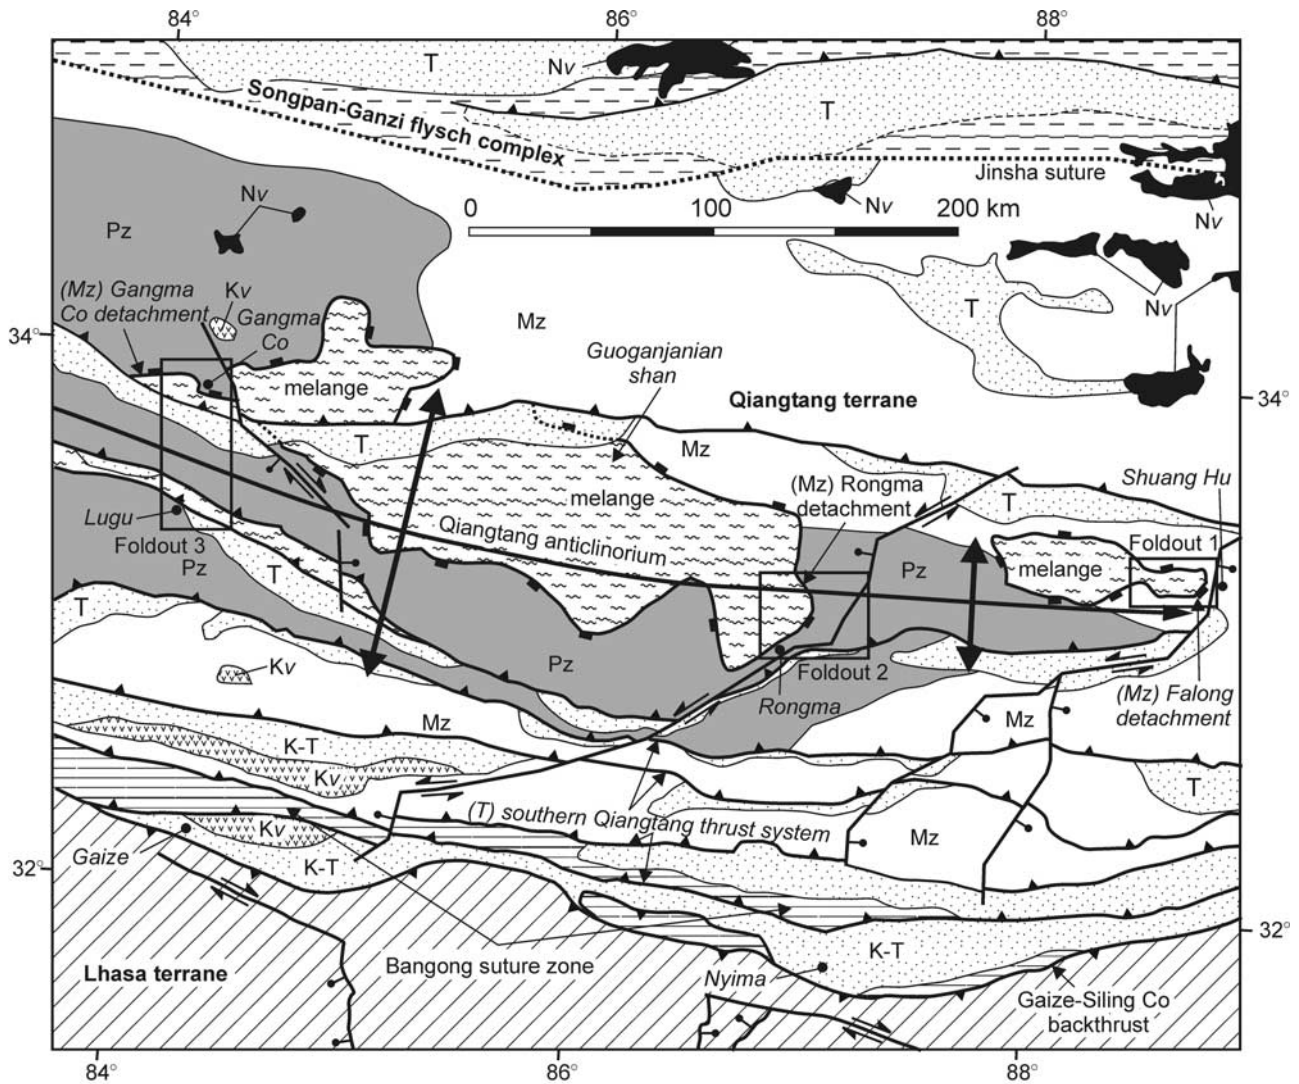 84°
86°
88°
T
Nv
Songpan-Ganzi flysch complex
T
Jinsha suture
Nv
Nv
Nv
Pz
0
100
200 km
(Mz) Gangma
Co detachment
Kv
Gangma
Co
T
Nv
34°
Mz
Guoganjanian
shan
melange
Qiangtang terrane
34°
T
Mz
(Mz) Rongma
detachment
Shuang Hu
melange
T
Lugu
Foldout 3
Qiangtang anticlinorium
Foldout 1
Pz
T
Pz
melange
T
Pz
Foldout 2
Kv
Rongma
(Mz) Falong
detachment
Mz
Mz
K-T
Kv
T
(T) southern Qiangtang thrust system
Kv
Mz
Gaize
K-T
32°
32°
K-T
Lhasa terrane
Bangong suture zone
Nyima
Gaize-Siling Co
backthrust
84°
86°
88°